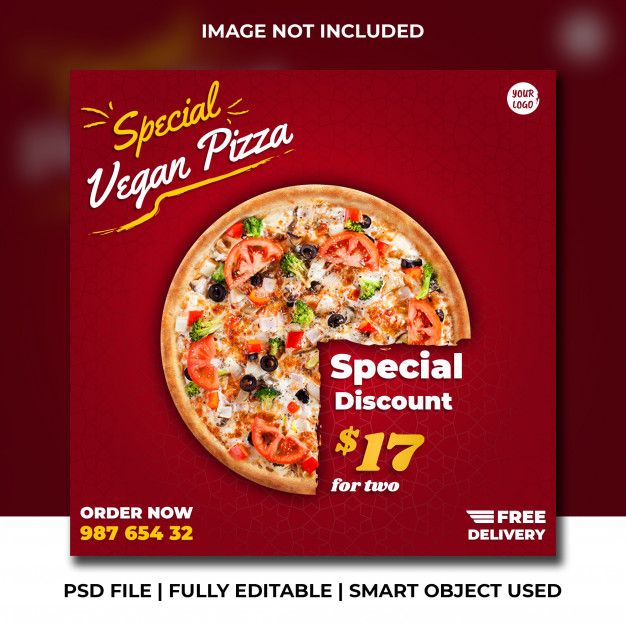 IMAGE NOT INCLUDED
YOUR
LOGO
Special
Vegan Pizza
Special
Discount
$17
for two
ORDER NOW
987 654 32
FREE
DELIVERY
PSD FILE | FULLY EDITABLE | SMART OBJECT USED